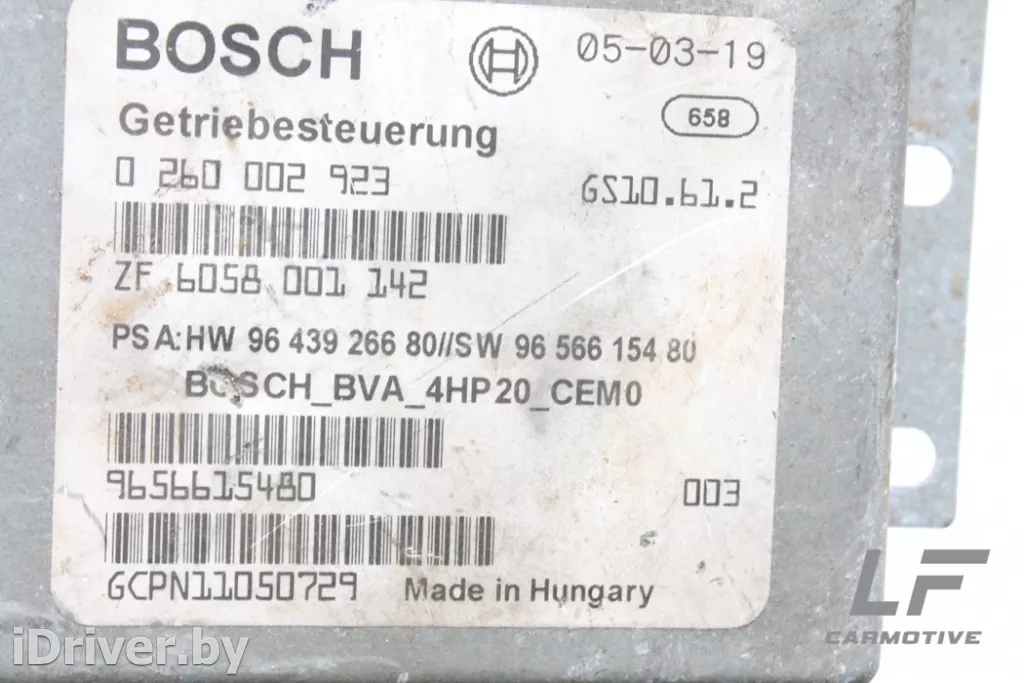 BOSCH 05-03-19
658
Getriebesteuerung
0 260 002 923 GS10.61.2
ZF 6058 001 142
PSA:HW 96 439 266 80//SW 96 566 154 80
BOSCH_BVA_4HP20_CEM0
9656615480 003
GCPN11050729 Made in Hungary
LF
CARMOTIVE
iDriver.by